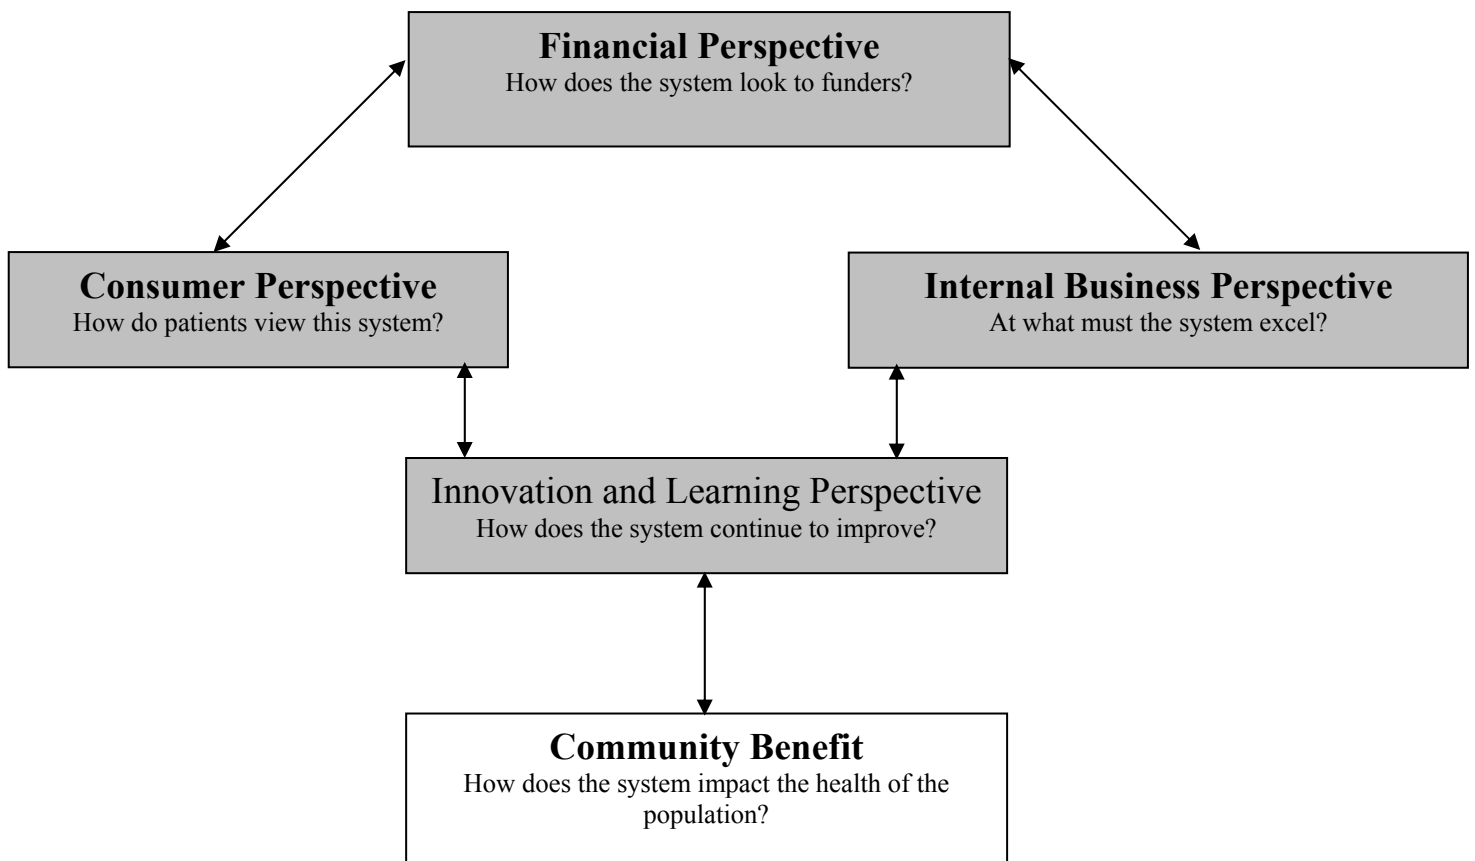 Financial Perspective
How does the system look to funders?
Consumer Perspective
How do patients view this system?
Internal Business Perspective
At what must the system excel?
Innovation and Learning Perspective
How does the system continue to improve?
Community Benefit
How does the system impact the health of the
population?